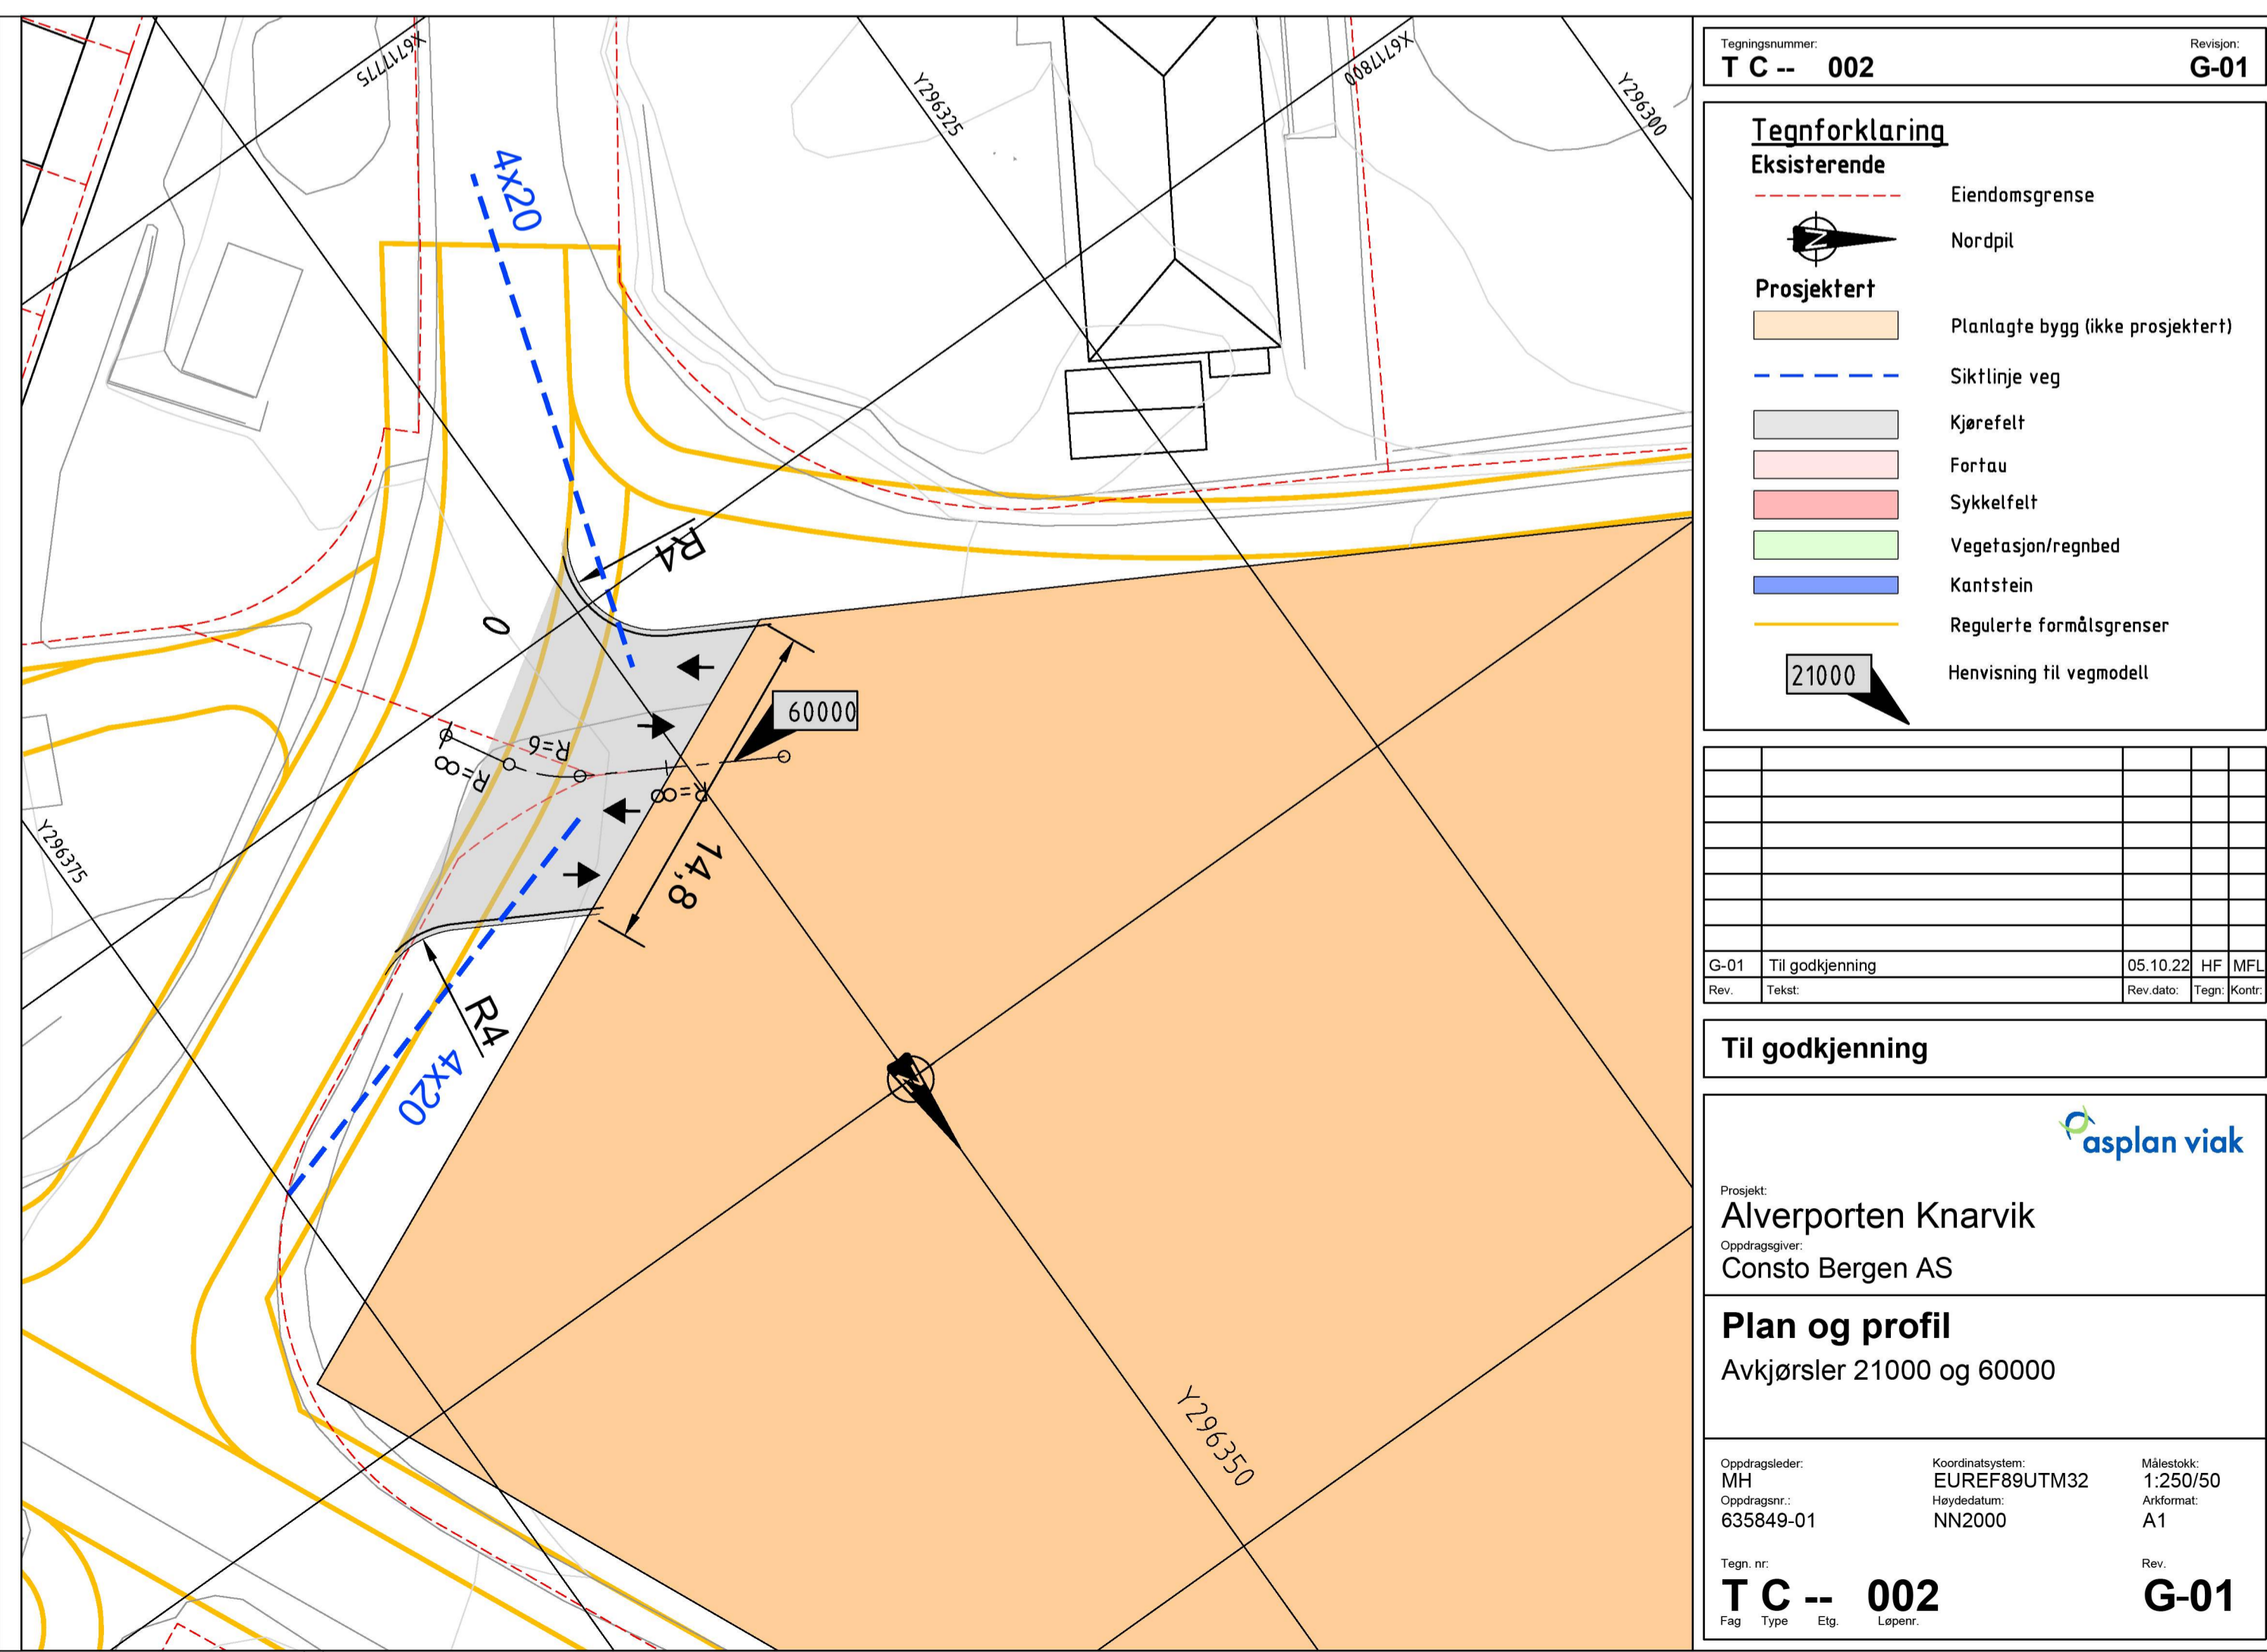 X6717775
Y296325
X6717800
Y296300
4x20
R4
0
60000
R=6
R=∞
R=∞
14,8
Y296375
R4
4x20
N
Y296350
Tegningsnummer: Revisjon:
T C -- 002 G-01
Tegnforklaring
Eksisterende
Eiendomsgrense
N Nordpil
Prosjektert
Planlagte bygg (ikke prosjektert)
Siktlinje veg
Kjørefelt
Fortau
Sykkelfelt
Vegetasjon/regnbed
Kantstein
Regulerte formålsgrenser
21000 Henvisning til vegmodell
G-01 Til godkjenning 05.10.22 HF MFL
Rev. Tekst: Rev.dato: Tegn: Kontr:
Til godkjenning
asplan viak
Prosjekt:
Alverporten Knarvik
Oppdragsgiver:
Consto Bergen AS
Plan og profil
Avkjørsler 21000 og 60000
Oppdragsleder: Koordinatsystem: Målestokk:
MH EUREF89UTM32 1:250/50
Oppdragsnr.: Høydedatum: Arkformat:
635849-01 NN2000 A1
Tegn. nr: Rev.
T C -- 002 G-01
Fag Type Etg. Løpenr.